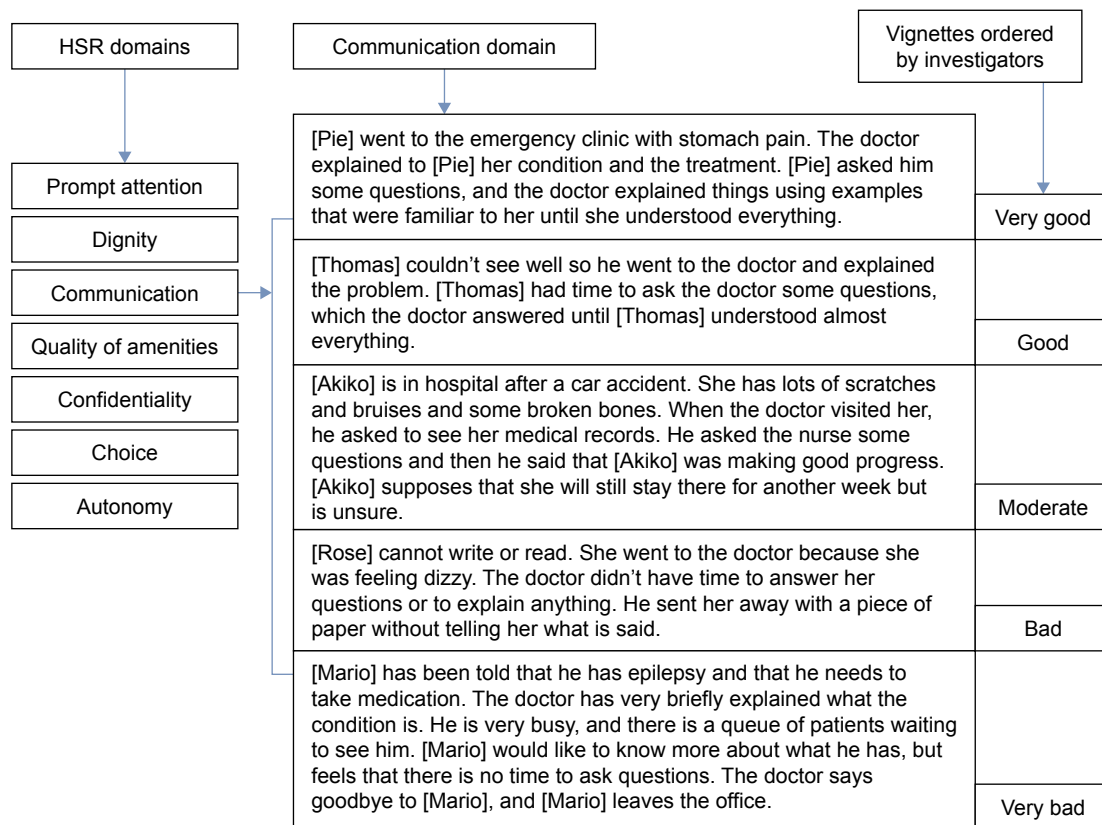 HSR domains
Communication domain
Vignettes ordered
by investigators
Prompt attention
Dignity
Communication
Quality of amenities
Confidentiality
Choice
Autonomy
[Pie] went to the emergency clinic with stomach pain. The doctor
explained to [Pie] her condition and the treatment. [Pie] asked him
some questions, and the doctor explained things using examples
that were familiar to her until she understood everything.
Very good
[Thomas] couldn't see well so he went to the doctor and explained
the problem. [Thomas] had time to ask the doctor some questions,
which the doctor answered until [Thomas] understood almost
everything.
Good
[Akiko] is in hospital after a car accident. She has lots of scratches
and bruises and some broken bones. When the doctor visited her,
he asked to see her medical records. He asked the nurse some
questions and then he said that [Akiko] was making good progress.
[Akiko] supposes that she will still stay there for another week but
is unsure.
Moderate
[Rose] cannot write or read. She went to the doctor because she
was feeling dizzy. The doctor didn't have time to answer her
questions or to explain anything. He sent her away with a piece of
paper without telling her what is said.
Bad
[Mario] has been told that he has epilepsy and that he needs to
take medication. The doctor has very briefly explained what the
condition is. He is very busy, and there is a queue of patients waiting
to see him. [Mario] would like to know more about what he has, but
feels that there is no time to ask questions. The doctor says
goodbye to [Mario], and [Mario] leaves the office.
Very bad